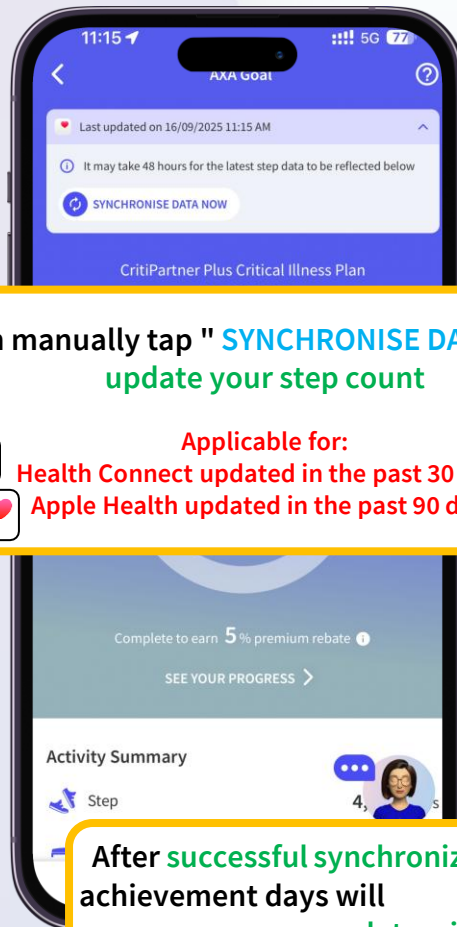 11:15
5G 77
AXA Goal
Last updated on 16/09/2025 11:15 AM
It may take 48 hours for the latest step data to be reflected below
SYNCHRONISE DATA NOW
CritiPartner Plus Critical Illness Plan
manually tap " SYNCHRONISE DA
update your step count
Applicable for:
Health Connect updated in the past 30
Apple Health updated in the past 90 d
Complete to earn 5 % premium rebate
SEE YOUR PROGRESS
Activity Summary
Step 4,
After successful synchroniz
achievement days will